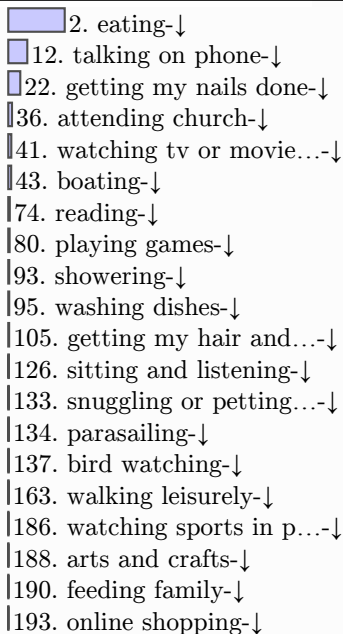 2. eating-↓
12. talking on phone-↓
22. getting my nails done-↓
36. attending church-↓
41. watching tv or movie...-↓
43. boating-↓
74. reading-↓
80. playing games-↓
93. showering-↓
95. washing dishes-↓
105. getting my hair and...-↓
126. sitting and listening-↓
133. snuggling or petting...-↓
134. parasailing-↓
137. bird watching-↓
163. walking leisurely-↓
186. watching sports in p...-↓
188. arts and crafts-↓
190. feeding family-↓
193. online shopping-↓